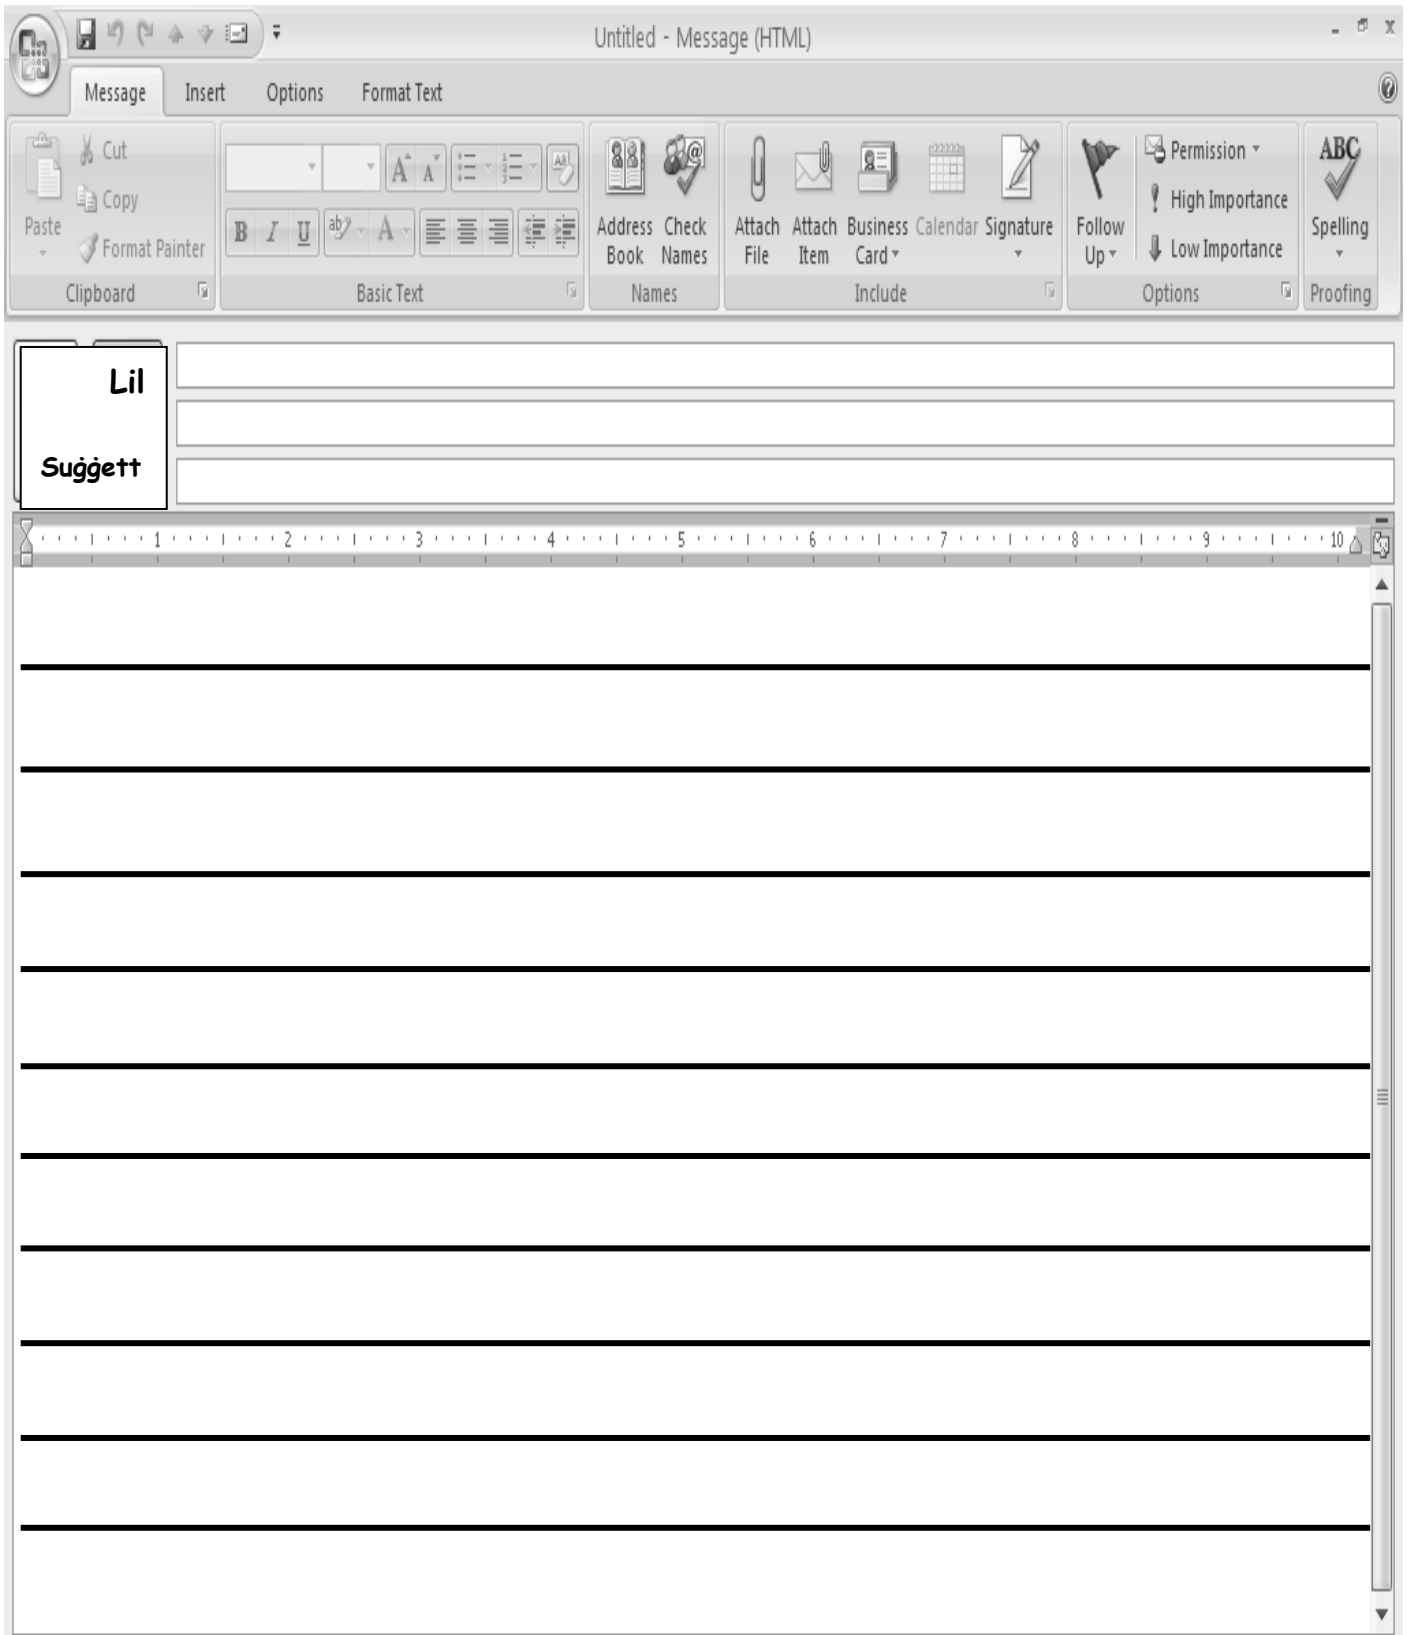 Untitled - Message (HTML)
Message Insert Options Format Text
Paste
Cut
Copy
Format Painter
Clipboard
B I U
Basic Text
Address Book
Check Names
Names
Attach File
Attach Item
Business Card
Calendar
Signature
Include
Follow Up
Permission
High Importance
Low Importance
Options
ABC
Spelling
Proofing
Lil
Suġġett
1 2 3 4 5 6 7 8 9 10